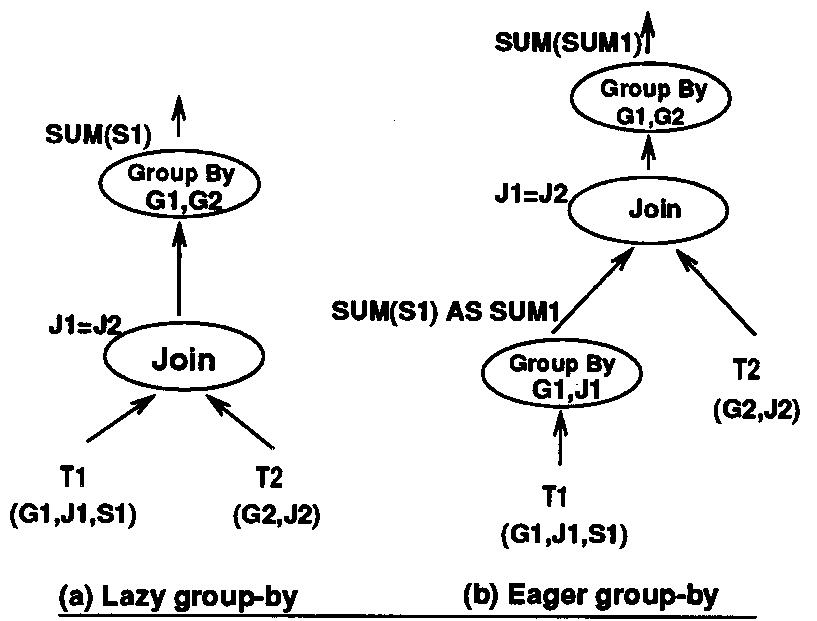 SUM(S1)
Group By
G1,G2
J1=J2
Join
T1
(G1,J1,S1)
T2
(G2,J2)
(a) Lazy group-by
SUM(SUM1)
Group By
G1,G2
J1=J2
Join
SUM(S1) AS SUM1
Group By
G1,J1
T2
(G2,J2)
T1
(G1,J1,S1)
(b) Eager group-by